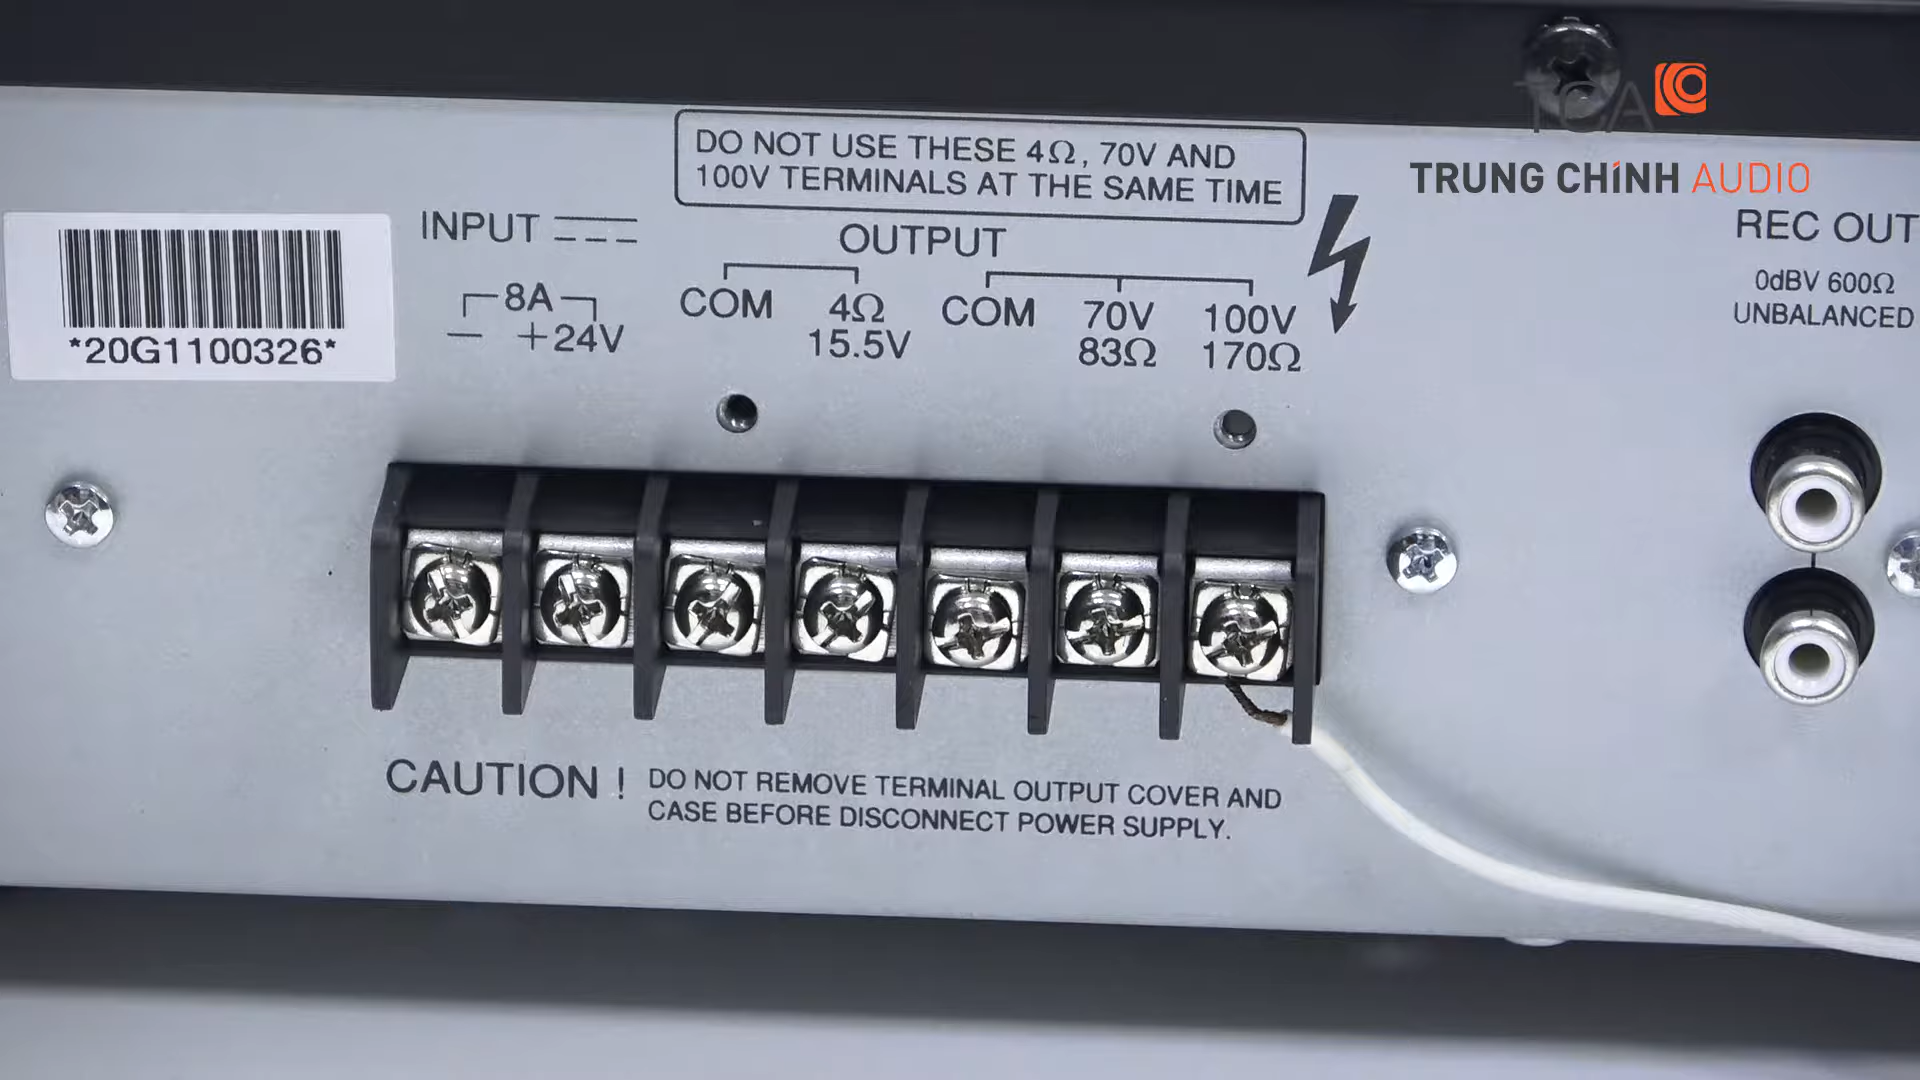 TCA
TRUNG CHÍNH AUDIO
DO NOT USE THESE 4Ω, 70V AND
100V TERMINALS AT THE SAME TIME
INPUT
8A
− +24V
OUTPUT
COM 4Ω
15.5V
COM 70V 100V
83Ω 170Ω
REC OUT
0dBV 600Ω
UNBALANCED
*20G1100326*
CAUTION ! DO NOT REMOVE TERMINAL OUTPUT COVER AND
CASE BEFORE DISCONNECT POWER SUPPLY.